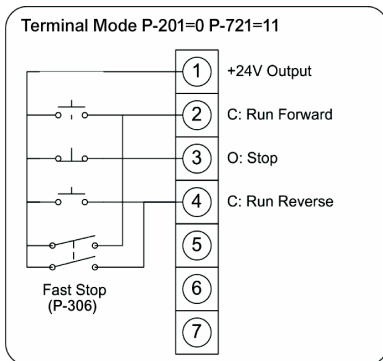 Terminal Mode P-201=0 P-721=11
1 +24V Output
2 C: Run Forward
3 O: Stop
4 C: Run Reverse
5
6
7
Fast Stop
(P-306)